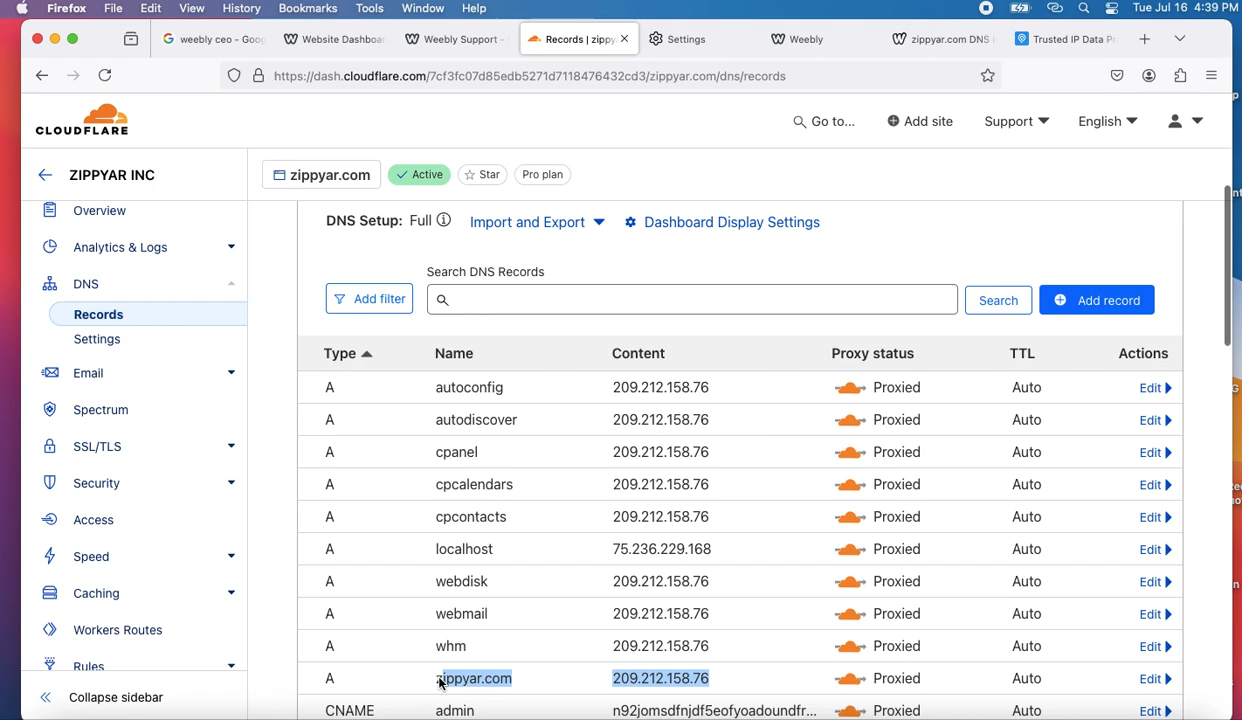 Firefox File Edit View History Bookmarks Tools Window Help Tue Jul 16 4:39 PM
weebly ceo - Goog Website Dashboar Weebly Support - Records | zippy Settings Weebly zippyar.com DNS Trusted IP Data Pr
https://dash.cloudflare.com/7cf3fc07d85edb5271d7118476432cd3/zippyar.com/dns/records
CLOUDFLARE
Go to... Add site Support English
ZIPPYAR INC
zippyar.com Active Star Pro plan
Overview
Analytics & Logs
DNS
Records
Settings
Email
Spectrum
SSL/TLS
Security
Access
Speed
Caching
Workers Routes
Rules
Collapse sidebar
DNS Setup: Full Import and Export Dashboard Display Settings
Search DNS Records
Add filter Search Add record
Type Name Content Proxy status TTL Actions
A autoconfig 209.212.158.76 Proxied Auto Edit
A autodiscover 209.212.158.76 Proxied Auto Edit
A cpanel 209.212.158.76 Proxied Auto Edit
A cpcalendars 209.212.158.76 Proxied Auto Edit
A cpcontacts 209.212.158.76 Proxied Auto Edit
A localhost 75.236.229.168 Proxied Auto Edit
A webdisk 209.212.158.76 Proxied Auto Edit
A webmail 209.212.158.76 Proxied Auto Edit
A whm 209.212.158.76 Proxied Auto Edit
A zippyar.com 209.212.158.76 Proxied Auto Edit
CNAME admin n92jomsdfnjdf5eofyoadoundfr... Proxied Auto Edit